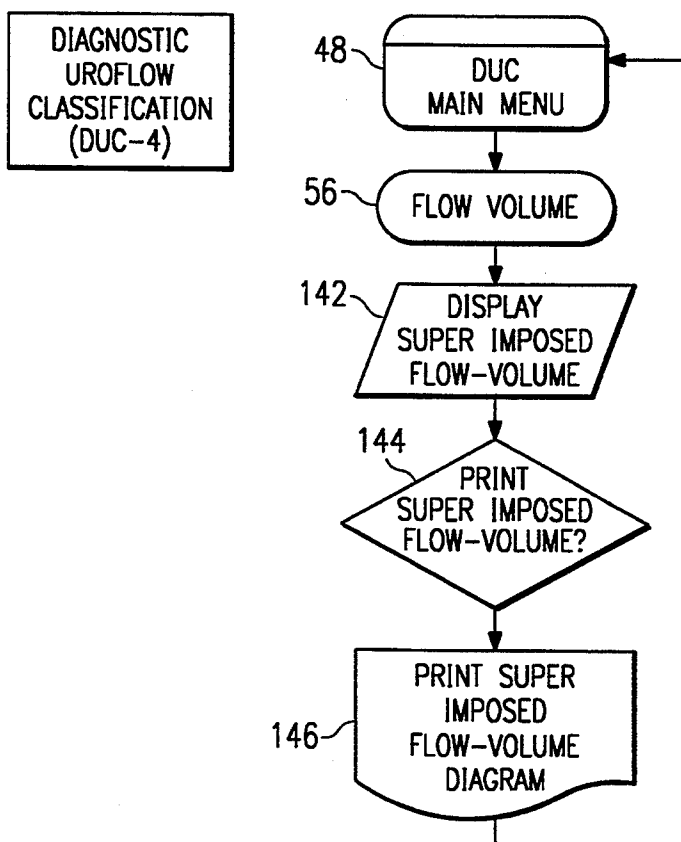 DIAGNOSTIC
UROFLOW
CLASSIFICATION
(DUC-4)
48
DUC
MAIN MENU
56
FLOW VOLUME
142
DISPLAY
SUPER IMPOSED
FLOW-VOLUME
144
PRINT
SUPER IMPOSED
FLOW-VOLUME?
146
PRINT SUPER
IMPOSED
FLOW-VOLUME
DIAGRAM